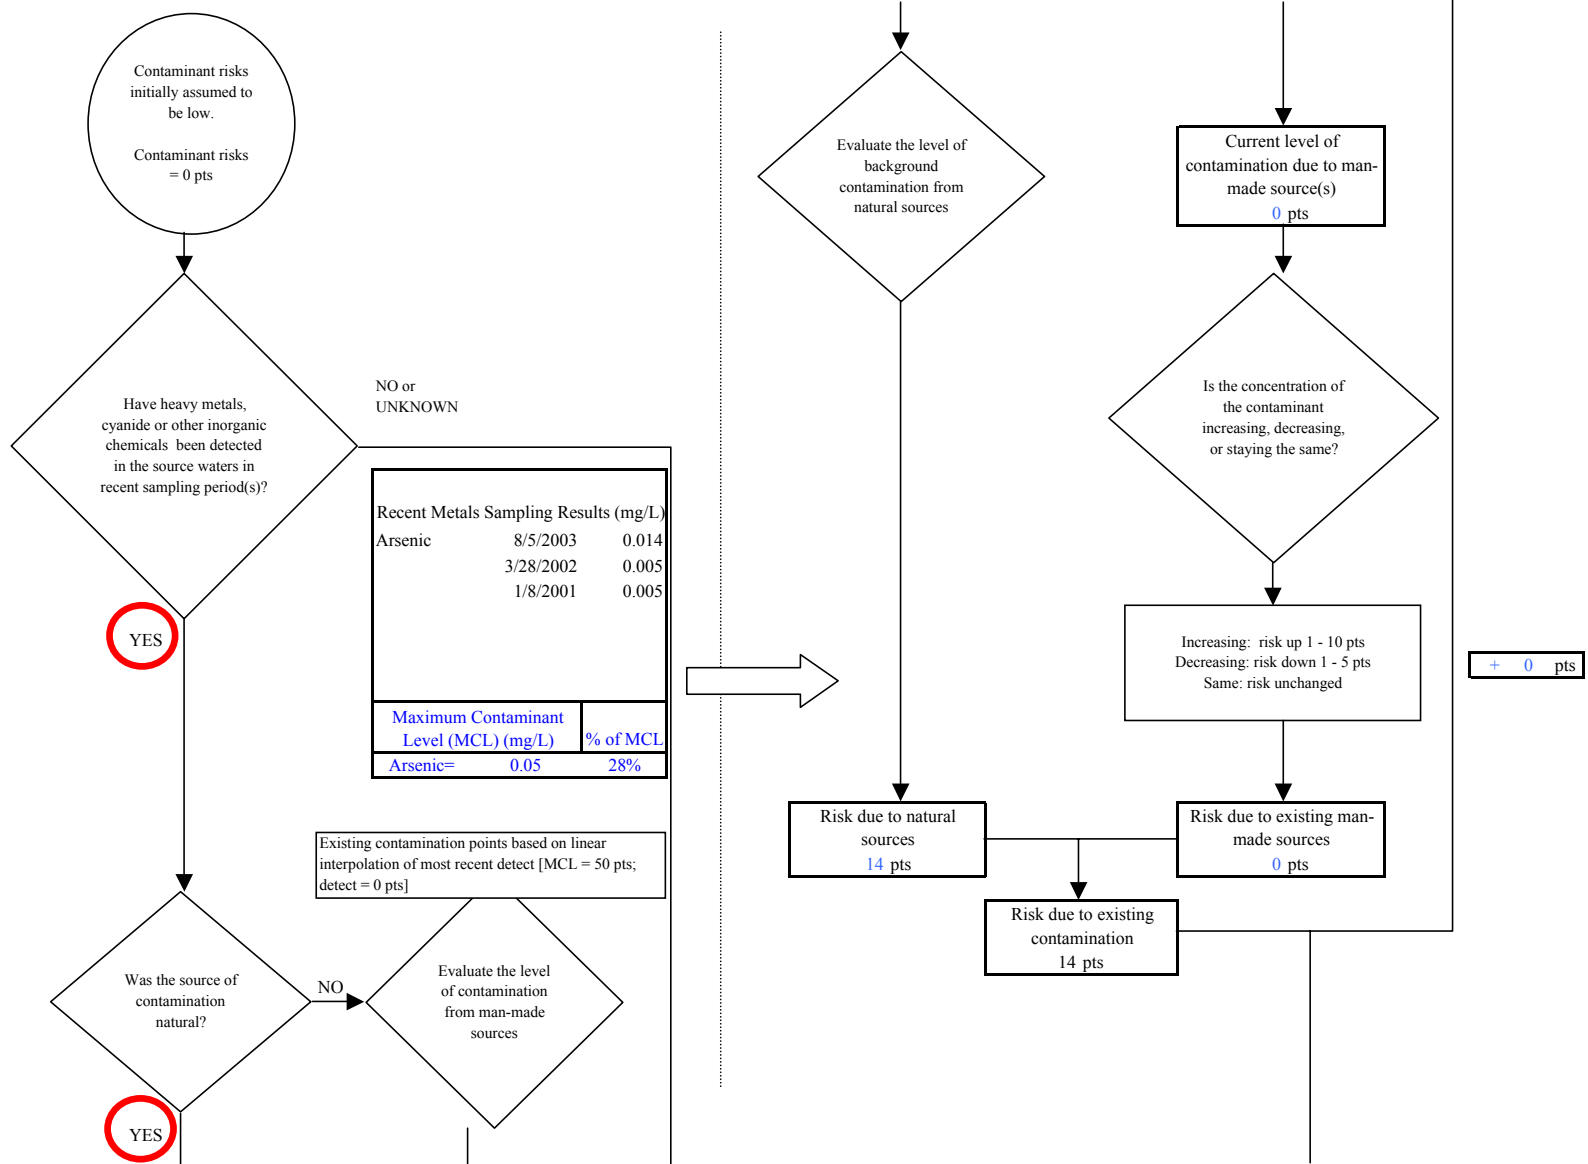 Contaminant risks
initially assumed to
be low.
Contaminant risks
= 0 pts
Have heavy metals,
cyanide or other inorganic
chemicals been detected
in the source waters in
recent sampling period(s)?
NO or
UNKNOWN
YES
Recent Metals Sampling Results (mg/L)
Arsenic 8/5/2003 0.014
3/28/2002 0.005
1/8/2001 0.005
Maximum Contaminant
Level (MCL) (mg/L) % of MCL
Arsenic= 0.05 28%
Existing contamination points based on linear
interpolation of most recent detect [MCL = 50 pts;
detect = 0 pts]
Was the source of
contamination
natural?
NO
YES
Evaluate the level
of contamination
from man-made
sources
Evaluate the level of
background
contamination from
natural sources
Current level of
contamination due to man-
made source(s)
0 pts
Is the concentration of
the contaminant
increasing, decreasing,
or staying the same?
Increasing: risk up 1 - 10 pts
Decreasing: risk down 1 - 5 pts
Same: risk unchanged
+ 0 pts
Risk due to natural
sources
14 pts
Risk due to existing man-
made sources
0 pts
Risk due to existing
contamination
14 pts